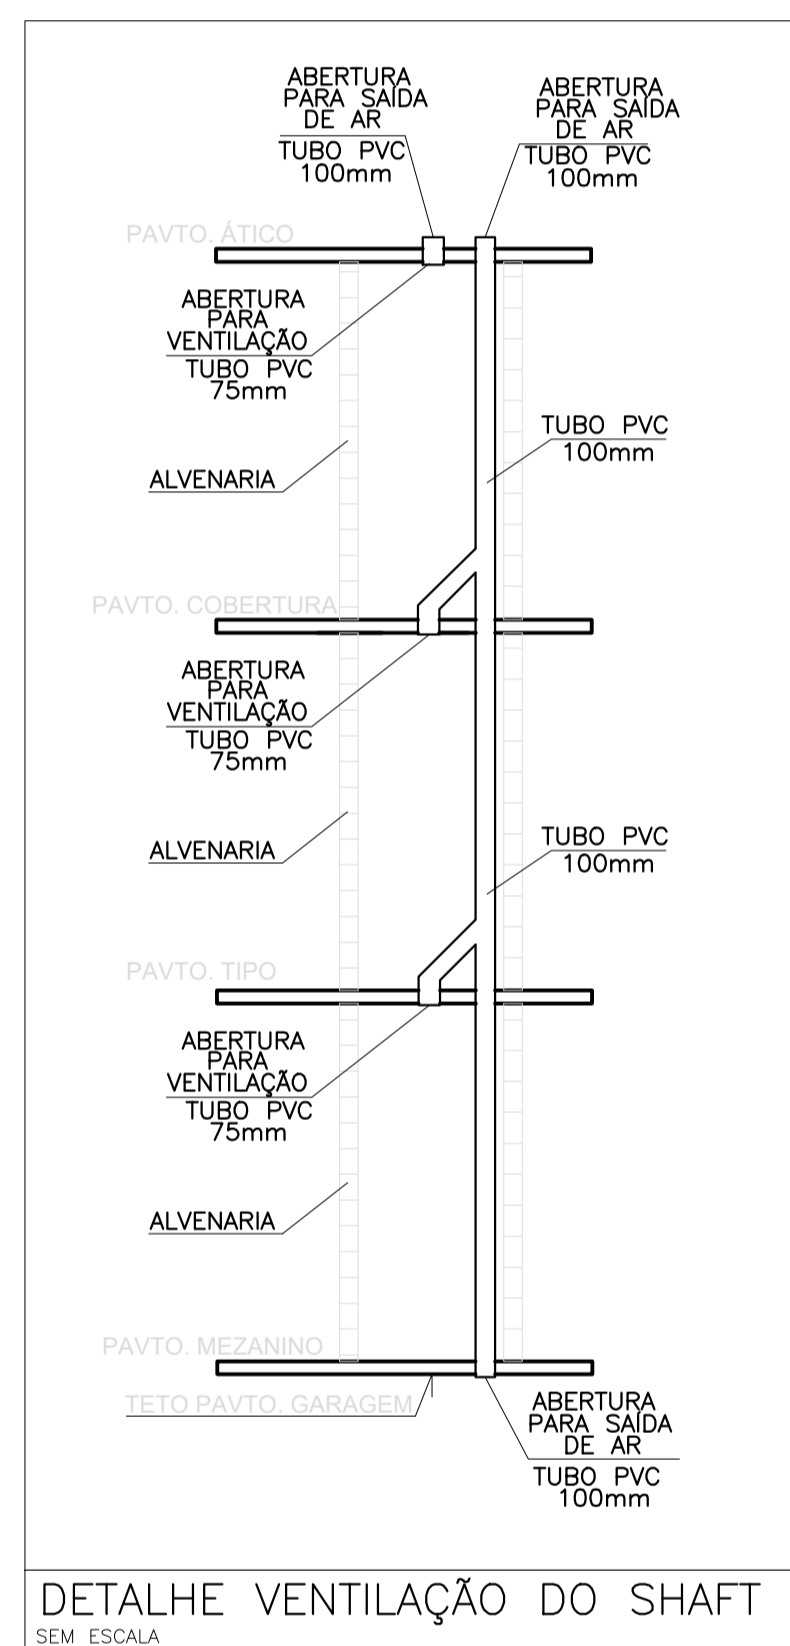 ABERTURA
PARA SAÍDA
DE AR
TUBO PVC
100mm
ABERTURA
PARA SAÍDA
DE AR
TUBO PVC
100mm
PAVTO. ÁTICO
ABERTURA
PARA
VENTILAÇÃO
TUBO PVC
75mm
TUBO PVC
100mm
ALVENARIA
PAVTO. COBERTURA
ABERTURA
PARA
VENTILAÇÃO
TUBO PVC
75mm
TUBO PVC
100mm
ALVENARIA
PAVTO. TIPO
ABERTURA
PARA
VENTILAÇÃO
TUBO PVC
75mm
ALVENARIA
PAVTO. MEZANINO
TETO PAVTO. GARAGEM
ABERTURA
PARA SAÍDA
DE AR
TUBO PVC
100mm
DETALHE VENTILAÇÃO DO SHAFT
SEM ESCALA